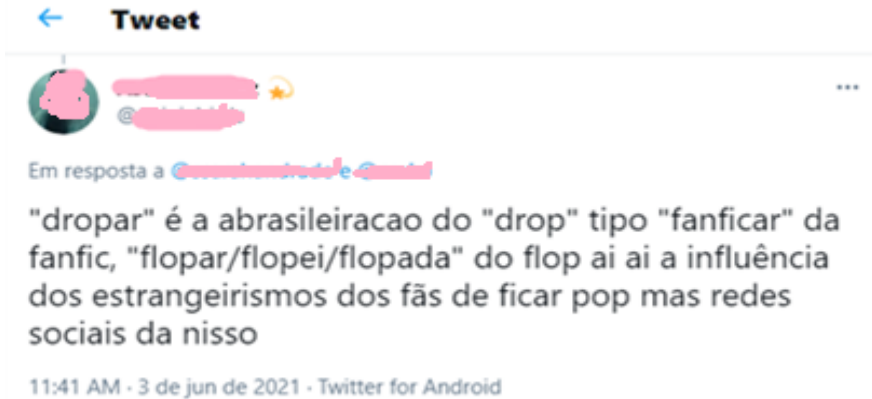 Tweet
@
Em resposta a
"dropar" é a abrasileiracao do "drop" tipo "fanficar" da
fanfic, "flopar/flopei/flopada" do flop ai ai a influência
dos estrangeirismos dos fãs de ficar pop mas redes
sociais da nisso
11:41 AM · 3 de jun de 2021 · Twitter for Android